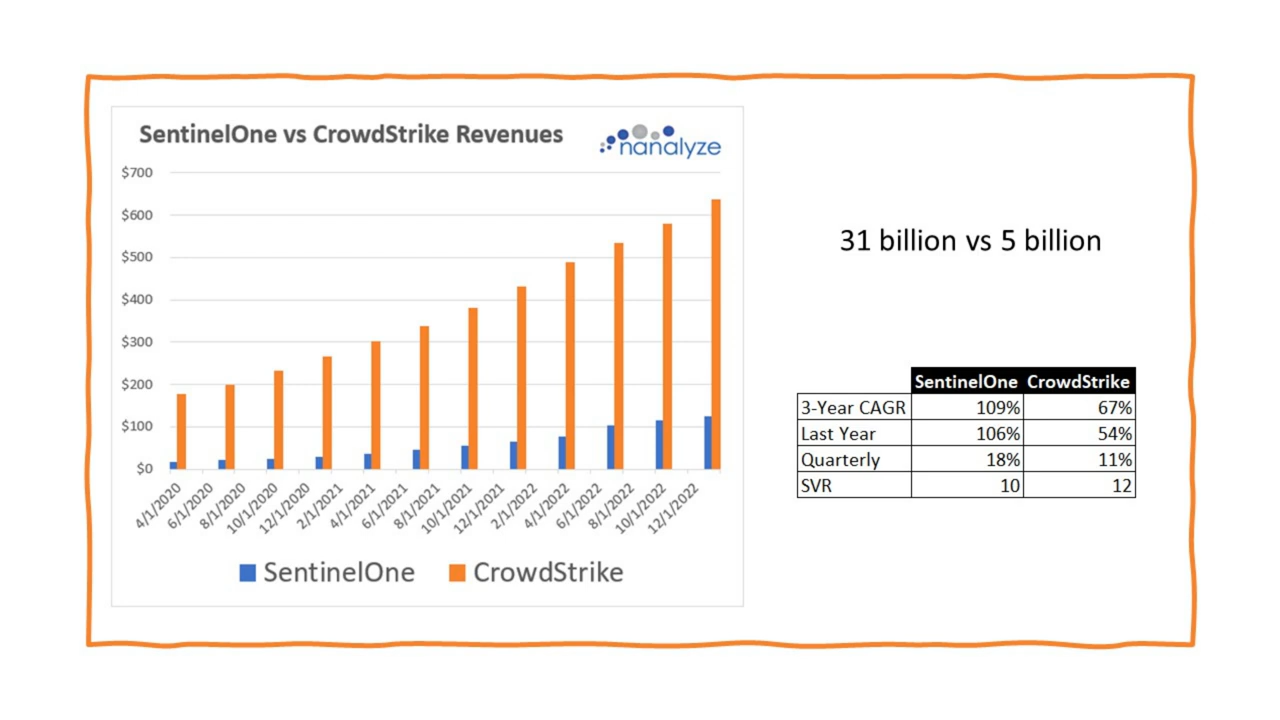 SentinelOne vs CrowdStrike Revenues
nanalyze
$700
$600
$500
$400
$300
$200
$100
$0
4/1/2020
6/1/2020
8/1/2020
10/1/2020
12/1/2020
2/1/2021
4/1/2021
6/1/2021
8/1/2021
10/1/2021
12/1/2021
2/1/2022
4/1/2022
6/1/2022
8/1/2022
10/1/2022
12/1/2022
SentinelOne CrowdStrike
31 billion vs 5 billion
SentinelOne CrowdStrike
3-Year CAGR 109% 67%
Last Year 106% 54%
Quarterly 18% 11%
SVR 10 12